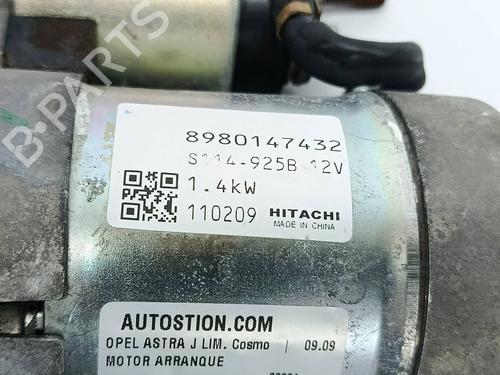 B-PARTS
8980147432
S114-925B 12V
1.4kW
110209 HITACHI
MADE IN CHINA
AUTOSTION.COM
OPEL ASTRA J LIM. Cosmo | 09.09
MOTOR ARRANQUE